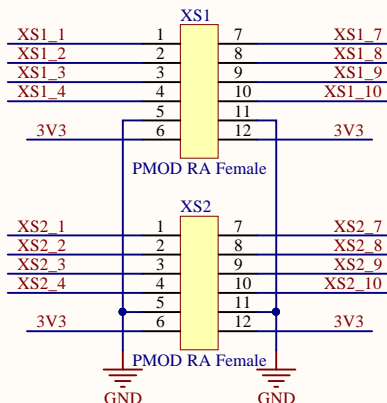 XS1
XS1_1 1 7 XS1_7
XS1_2 2 8 XS1_8
XS1_3 3 9 XS1_9
XS1_4 4 10 XS1_10
5 11
3V3 6 12 3V3
PMOD RA Female
XS2
XS2_1 1 7 XS2_7
XS2_2 2 8 XS2_8
XS2_3 3 9 XS2_9
XS2_4 4 10 XS2_10
5 11
3V3 6 12 3V3
PMOD RA Female
GND GND